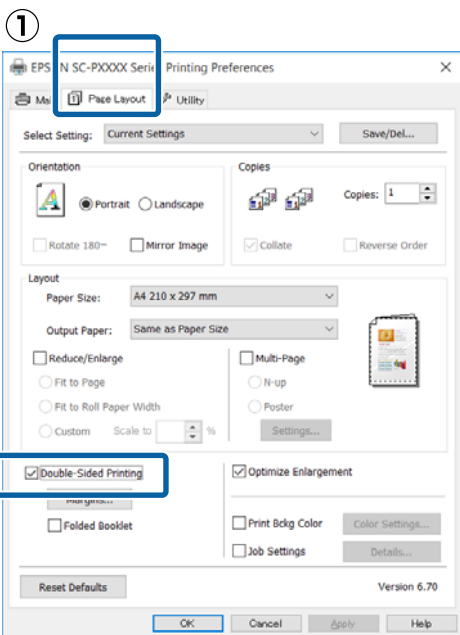 1
EPS N SC-PXXXX Serie Printing Preferences
Mai Page Layout Utility
Select Setting: Current Settings Save/Del...
Orientation Copies
Portrait Landscape Copies: 1
Rotate 180° Mirror Image Collate Reverse Order
Layout
Paper Size: A4 210 x 297 mm
Output Paper: Same as Paper Size
Reduce/Enlarge Multi-Page
Fit to Page N-up
Fit to Roll Paper Width Poster
Custom Scale to % Settings...
Double-Sided Printing Optimize Enlargement
Margins...
Folded Booklet Print Bckg Color Color Settings...
Job Settings Details...
Reset Defaults Version 6.70
OK Cancel Apply Help